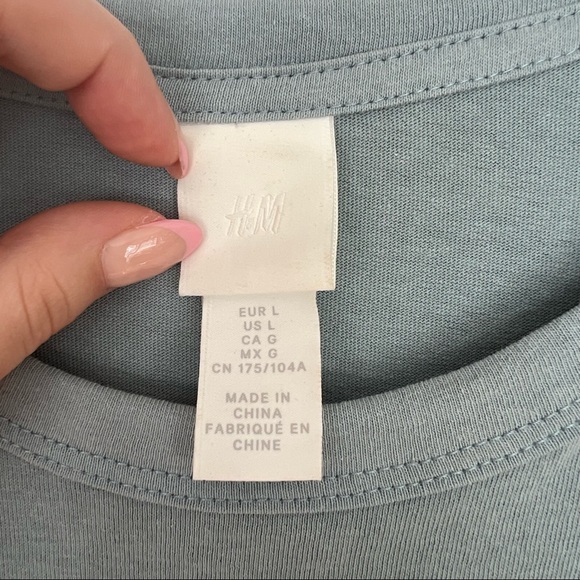 H&M
EUR L
US L
CA G
MX G
CN 175/104A
MADE IN
CHINA
FABRIQUÉ EN
CHINE